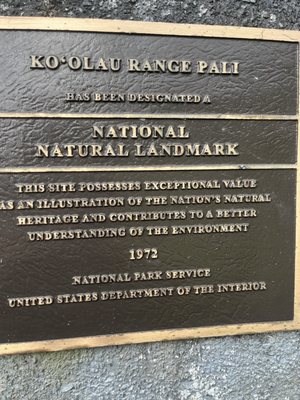 KOʻOLAU RANGE PALI
HAS BEEN DESIGNATED A
NATIONAL
NATURAL LANDMARK
THIS SITE POSSESSES EXCEPTIONAL VALUE
AS AN ILLUSTRATION OF THE NATION'S NATURAL
HERITAGE AND CONTRIBUTES TO A BETTER
UNDERSTANDING OF THE ENVIRONMENT
1972
NATIONAL PARK SERVICE
UNITED STATES DEPARTMENT OF THE INTERIOR